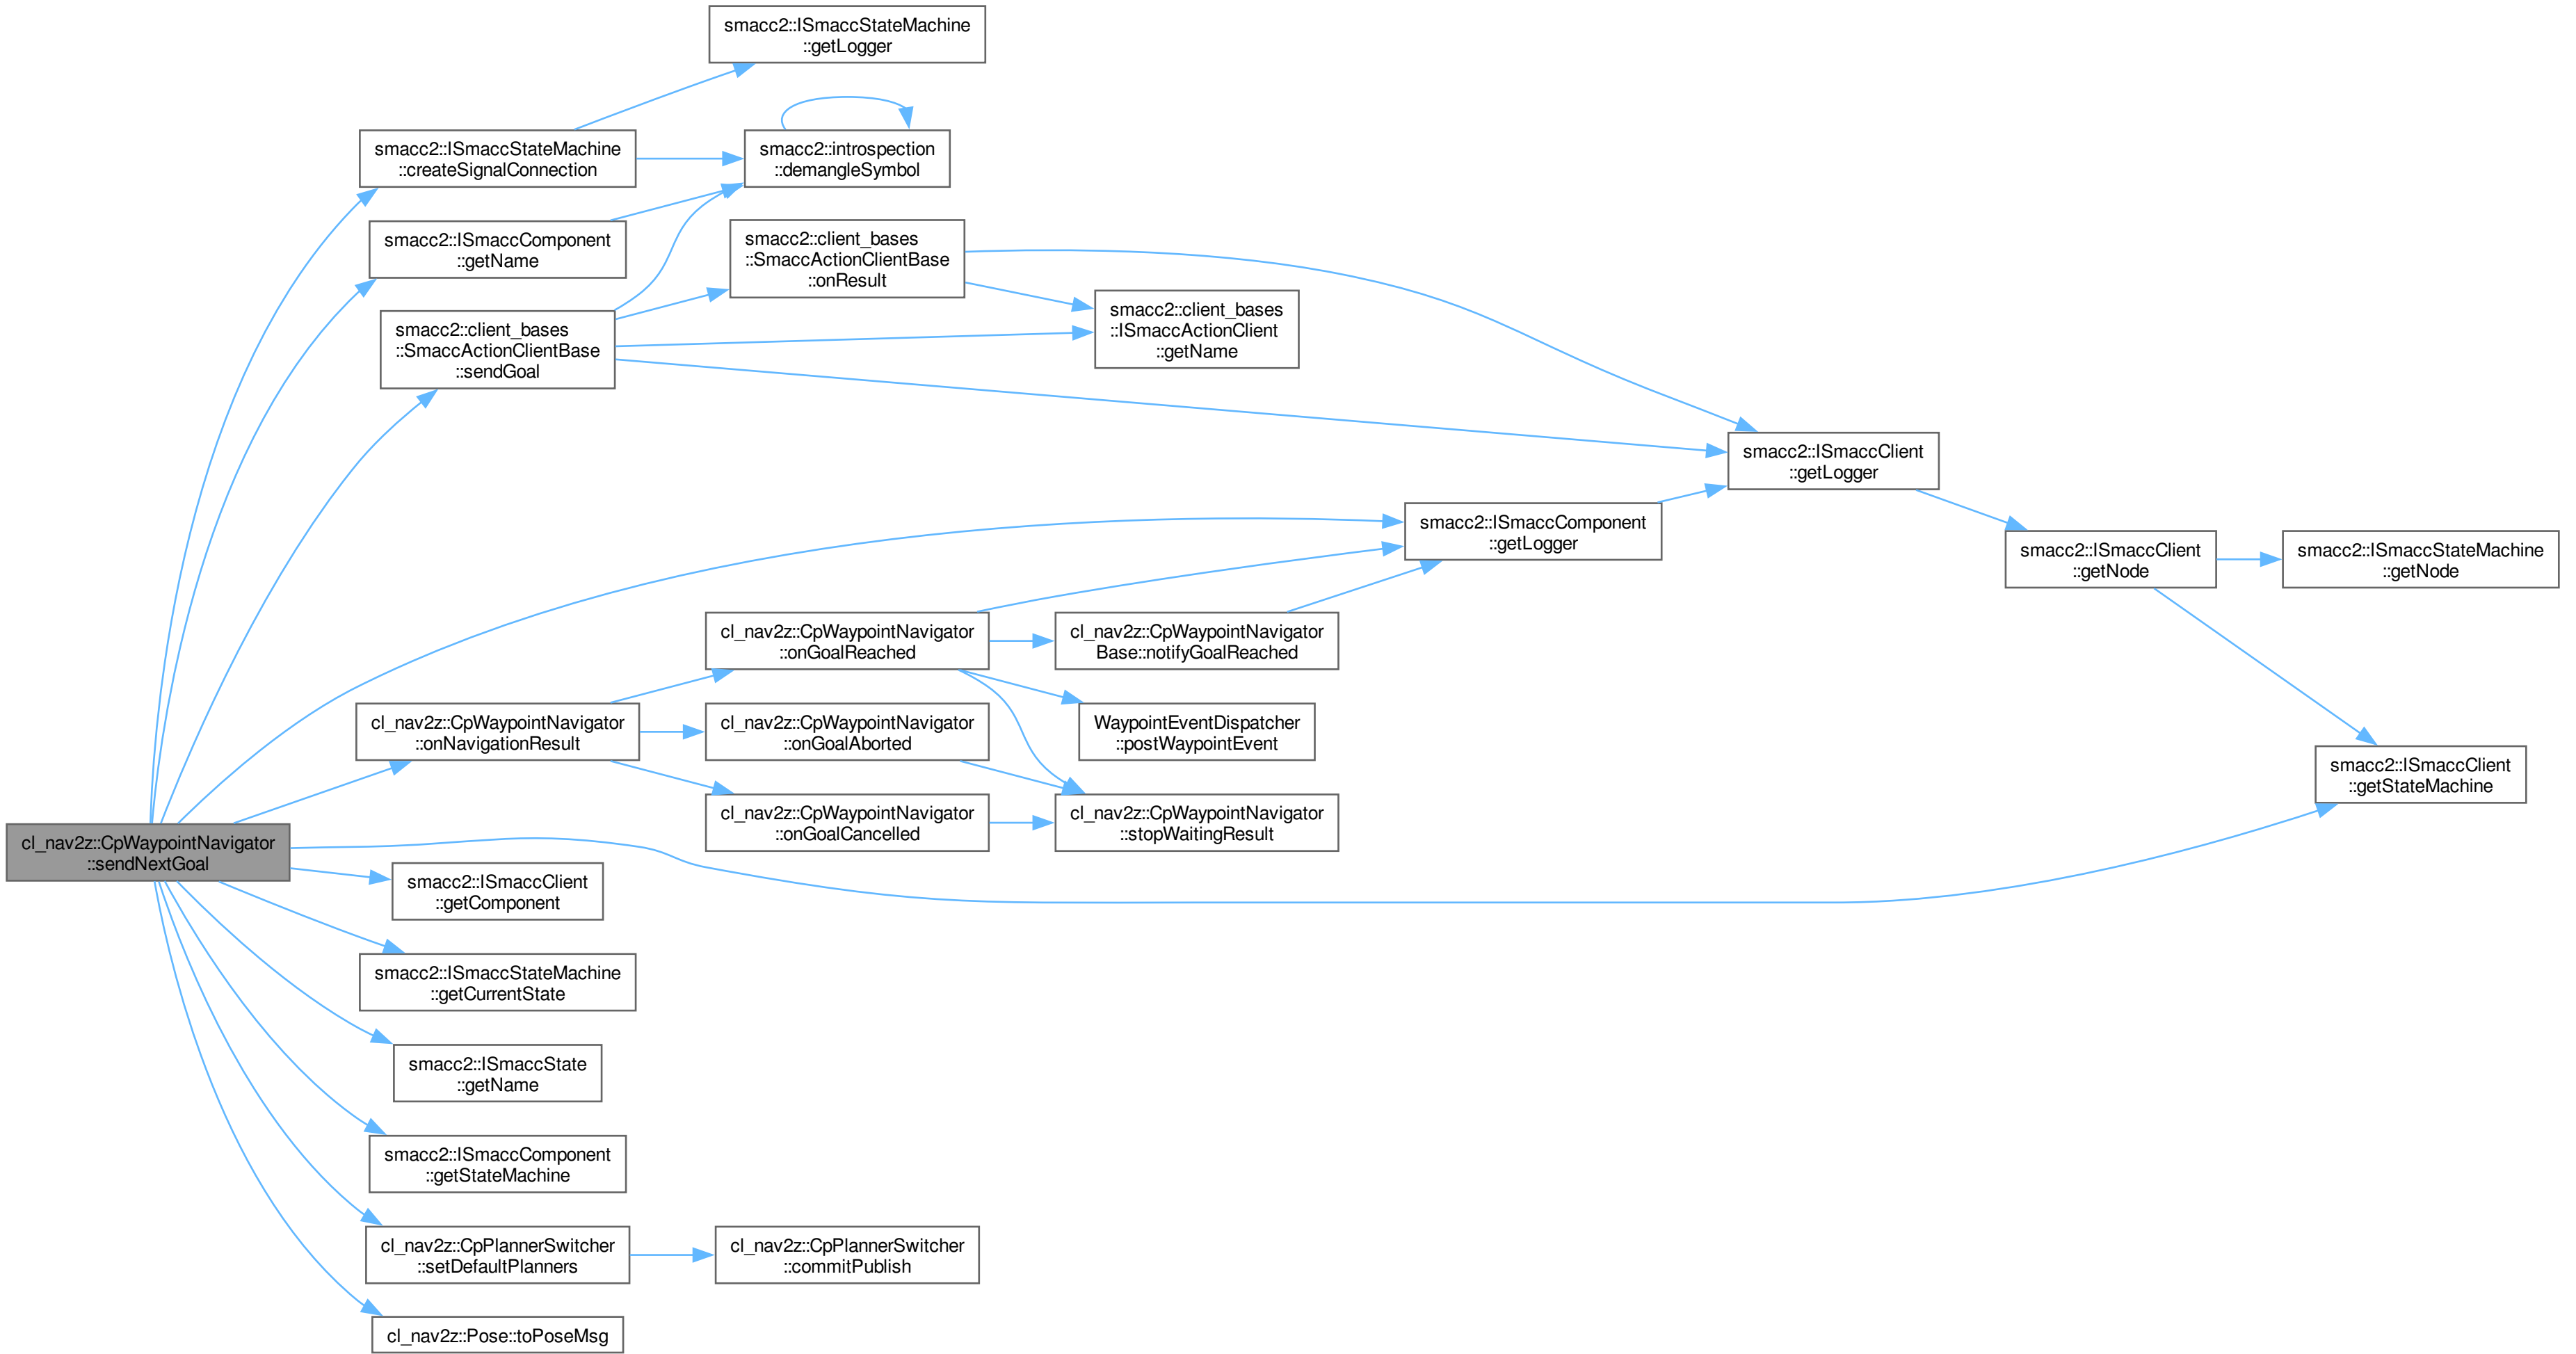 smacc2::ISmaccStateMachine
::getLogger
smacc2::ISmaccStateMachine
::createSignalConnection
smacc2::introspection
::demangleSymbol
smacc2::ISmaccComponent
::getName
smacc2::client_bases
::SmaccActionClientBase
::onResult
smacc2::client_bases
::SmaccActionClientBase
::sendGoal
smacc2::client_bases
::ISmaccActionClient
::getName
smacc2::ISmaccClient
::getLogger
smacc2::ISmaccComponent
::getLogger
smacc2::ISmaccClient
::getNode
smacc2::ISmaccStateMachine
::getNode
cl_nav2z::CpWaypointNavigator
::onGoalReached
cl_nav2z::CpWaypointNavigator
Base::notifyGoalReached
cl_nav2z::CpWaypointNavigator
::onNavigationResult
cl_nav2z::CpWaypointNavigator
::onGoalAborted
WaypointEventDispatcher
::postWaypointEvent
smacc2::ISmaccClient
::getStateMachine
cl_nav2z::CpWaypointNavigator
::onGoalCancelled
cl_nav2z::CpWaypointNavigator
::stopWaitingResult
cl_nav2z::CpWaypointNavigator
::sendNextGoal
smacc2::ISmaccClient
::getComponent
smacc2::ISmaccStateMachine
::getCurrentState
smacc2::ISmaccState
::getName
smacc2::ISmaccComponent
::getStateMachine
cl_nav2z::CpPlannerSwitcher
::setDefaultPlanners
cl_nav2z::CpPlannerSwitcher
::commitPublish
cl_nav2z::Pose::toPoseMsg